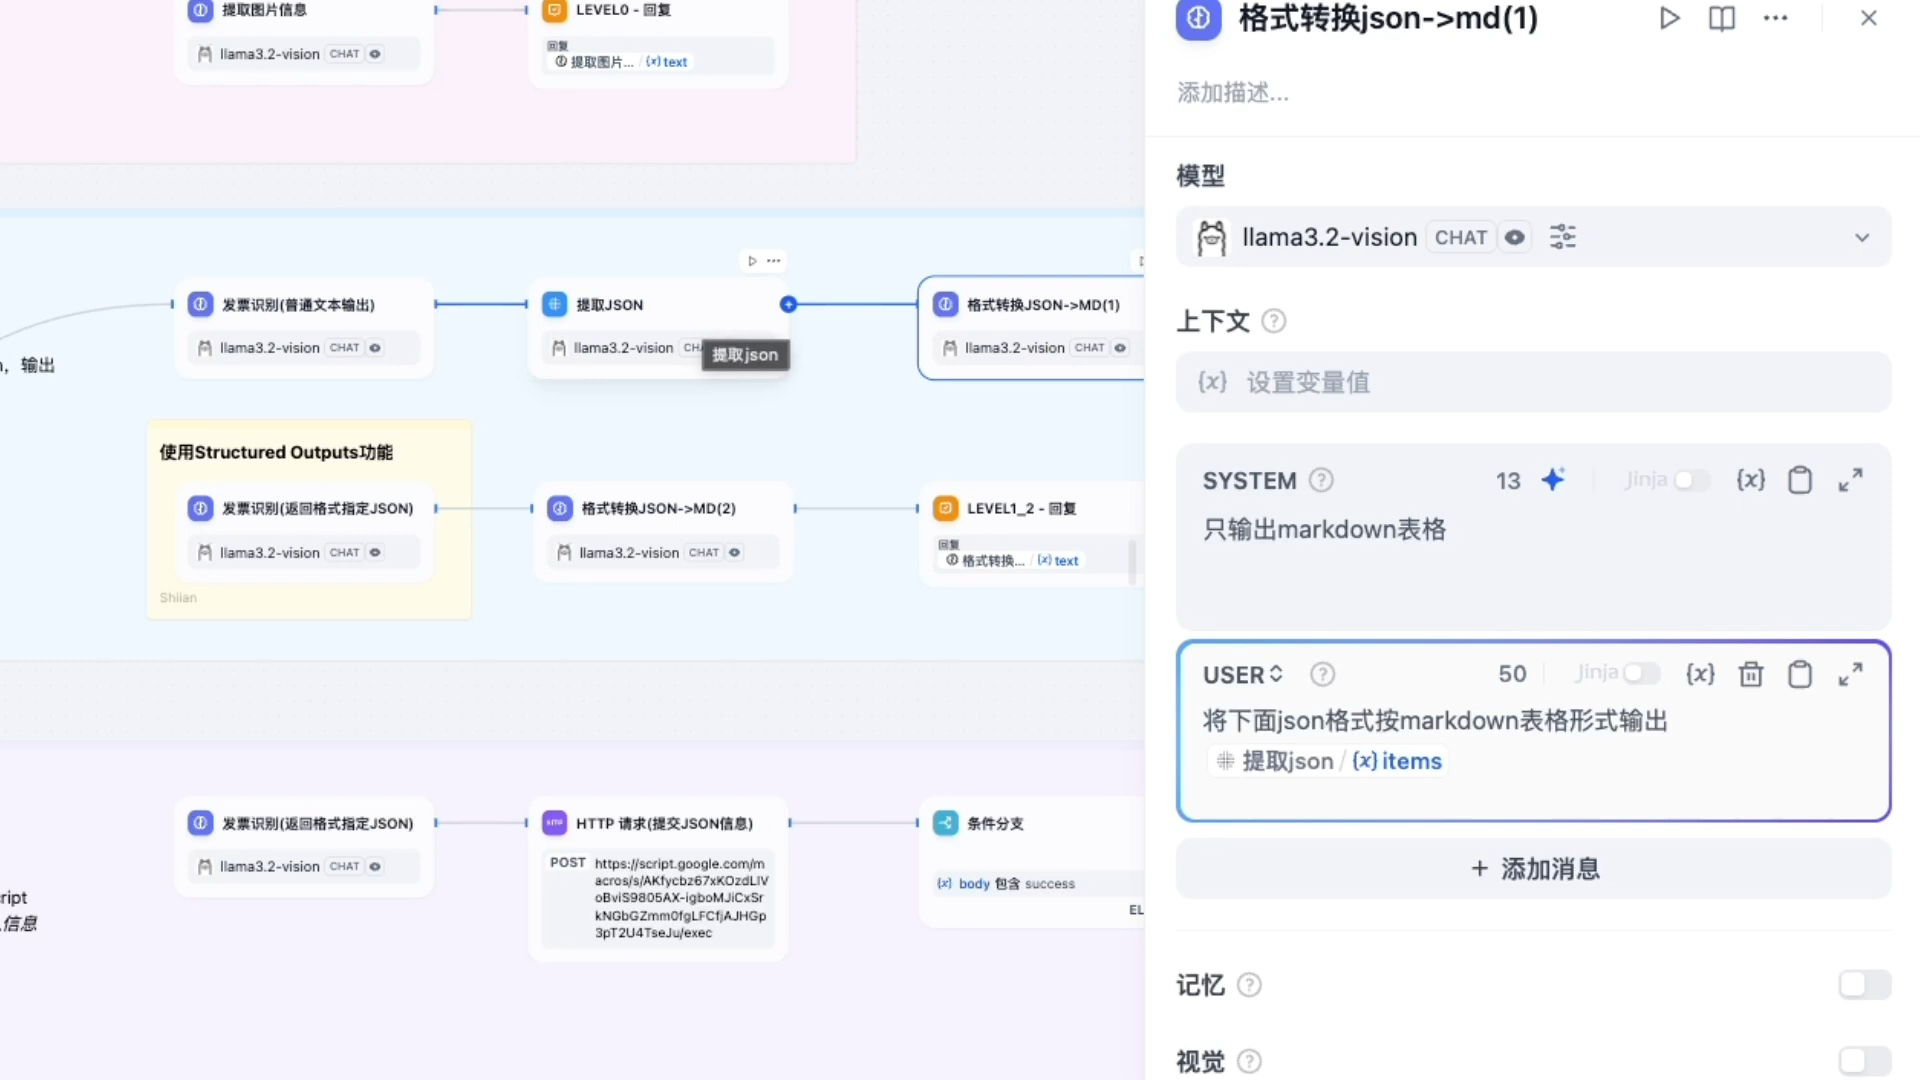 提取图片信息
llama3.2-vision CHAT
LEVEL0 - 回复
回复
提取图片... / {x} text
，输出
发票识别(普通文本输出)
llama3.2-vision CHAT
提取JSON
llama3.2-vision
提取json
格式转换JSON->MD(1)
llama3.2-vision CHAT
使用Structured Outputs功能
发票识别(返回格式指定JSON)
llama3.2-vision CHAT
Shiian
格式转换JSON->MD(2)
llama3.2-vision CHAT
LEVEL1_2 - 回复
回复
格式转换... / {x} text
ript
信息
发票识别(返回格式指定JSON)
llama3.2-vision CHAT
HTTP 请求(提交JSON信息)
POST https://script.google.com/m
acros/s/AKfycbz67xKOzdLIV
oBviS9805AX-igboMJiCxSr
kNGbGZmm0fgLFCfjAJHGp
3pT2U4TseJu/exec
条件分支
{x} body 包含 success
EL
格式转换json->md(1)
添加描述...
模型
llama3.2-vision CHAT
上下文
{x} 设置变量值
SYSTEM 13 Jinja {x}
只输出markdown表格
USER 50 Jinja {x}
将下面json格式按markdown表格形式输出
提取json / {x} items
+ 添加消息
记忆
视觉